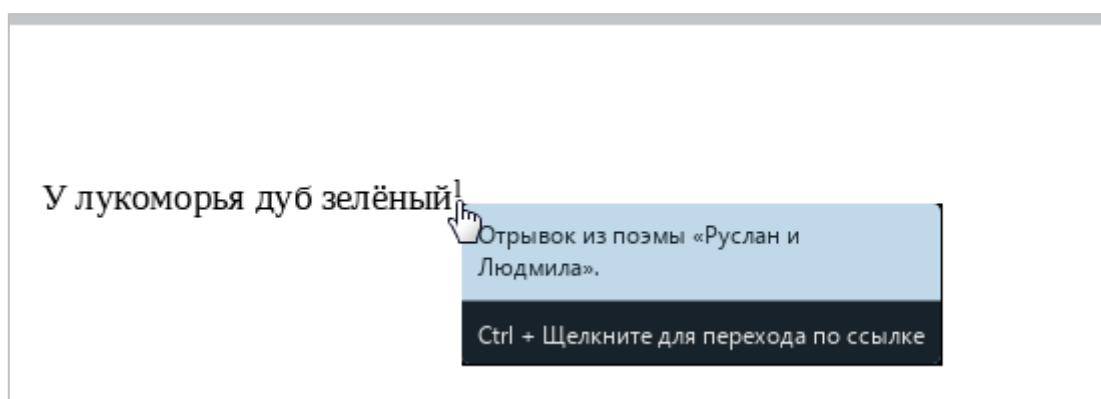 У лукоморья дуб зелёный1
Отрывок из поэмы «Руслан и
Людмила».
Ctrl + Щелкните для перехода по ссылке